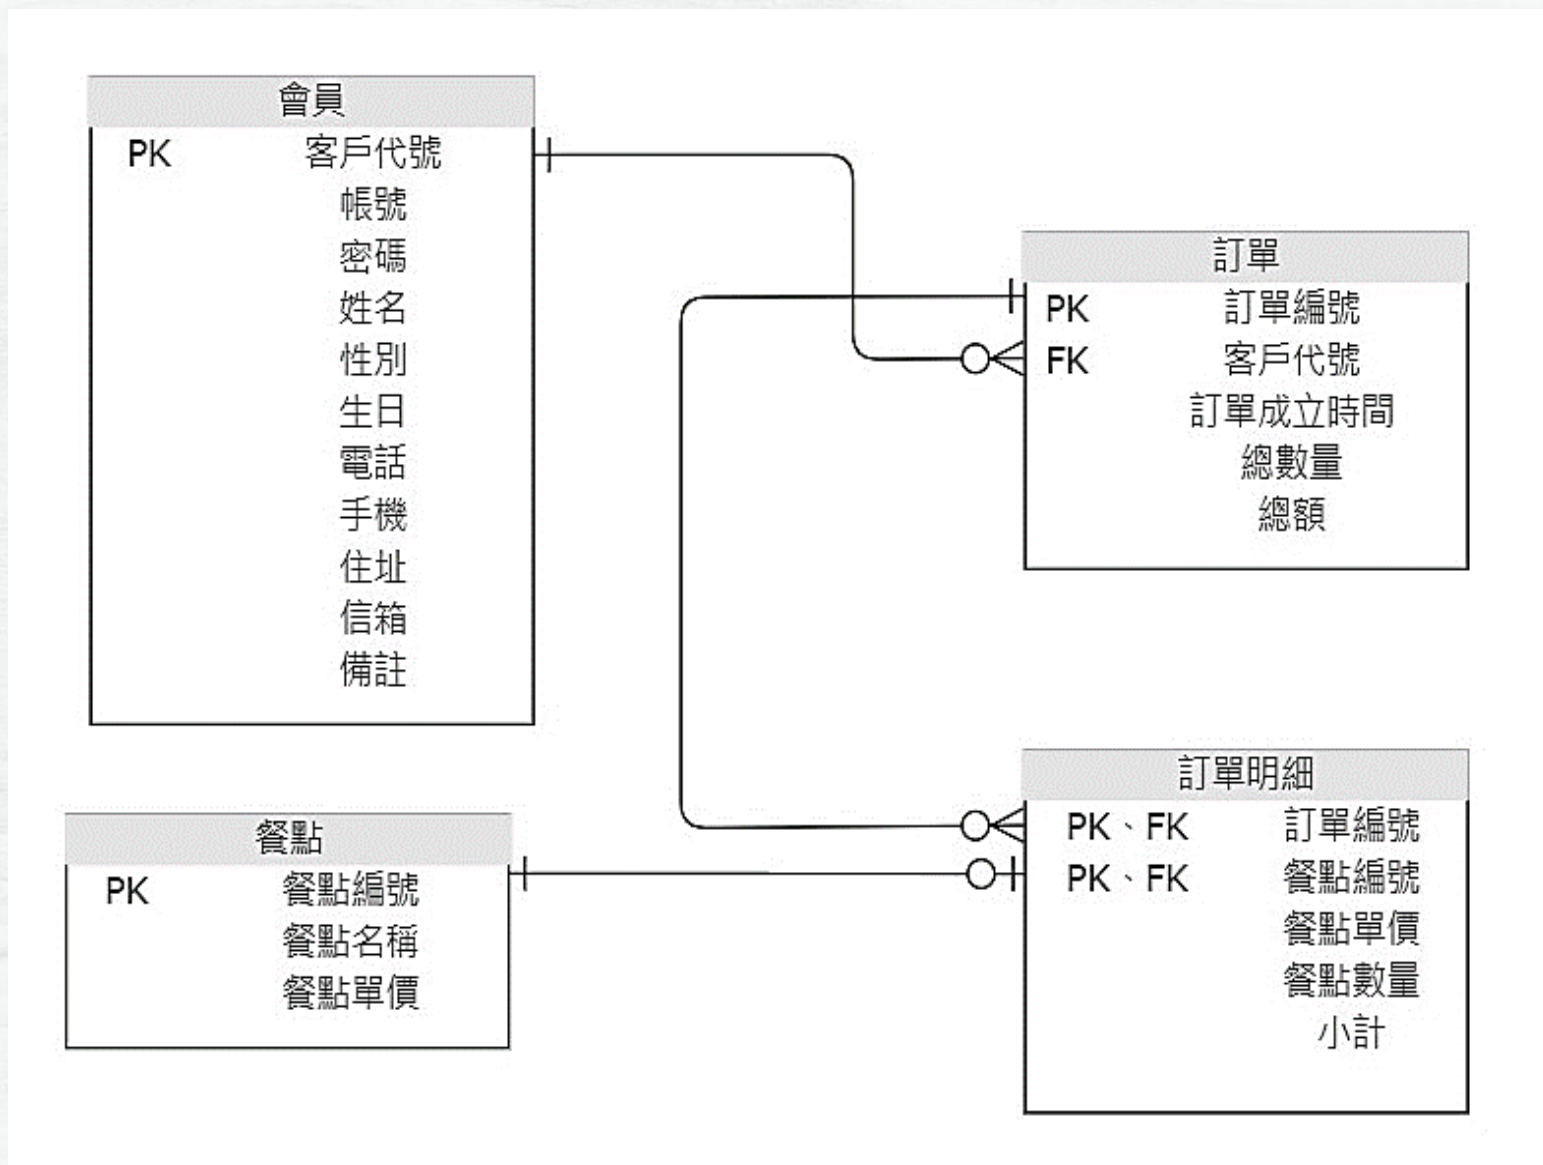 會員
PK 客戶代號
帳號
密碼
姓名
性別
生日
電話
手機
住址
信箱
備註
訂單
PK 訂單編號
FK 客戶代號
訂單成立時間
總數量
總額
餐點
PK 餐點編號
餐點名稱
餐點單價
訂單明細
PK、FK 訂單編號
PK、FK 餐點編號
餐點單價
餐點數量
小計